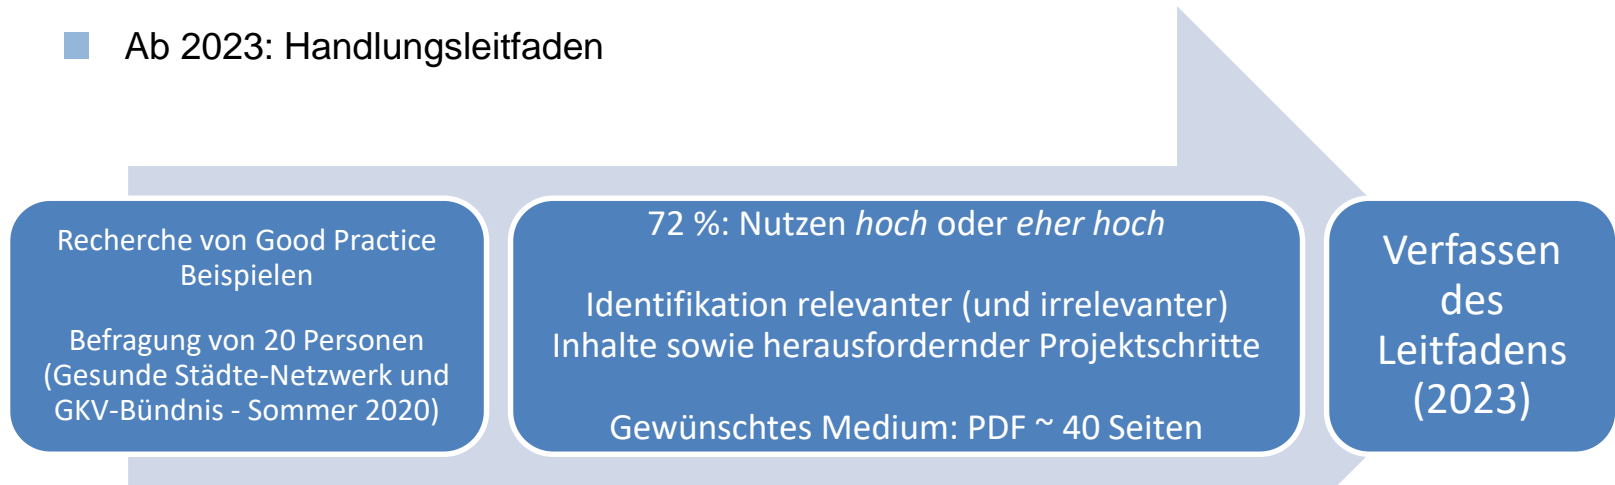 Ab 2023: Handlungsleitfaden
Recherche von Good Practice
Beispielen
Befragung von 20 Personen
(Gesunde Städte-Netzwerk und
GKV-Bündnis - Sommer 2020)
72 %: Nutzen hoch oder eher hoch
Identifikation relevanter (und irrelevanter)
Inhalte sowie herausfordernder Projektschritte
Gewünschtes Medium: PDF ~ 40 Seiten
Verfassen
des
Leitfadens
(2023)